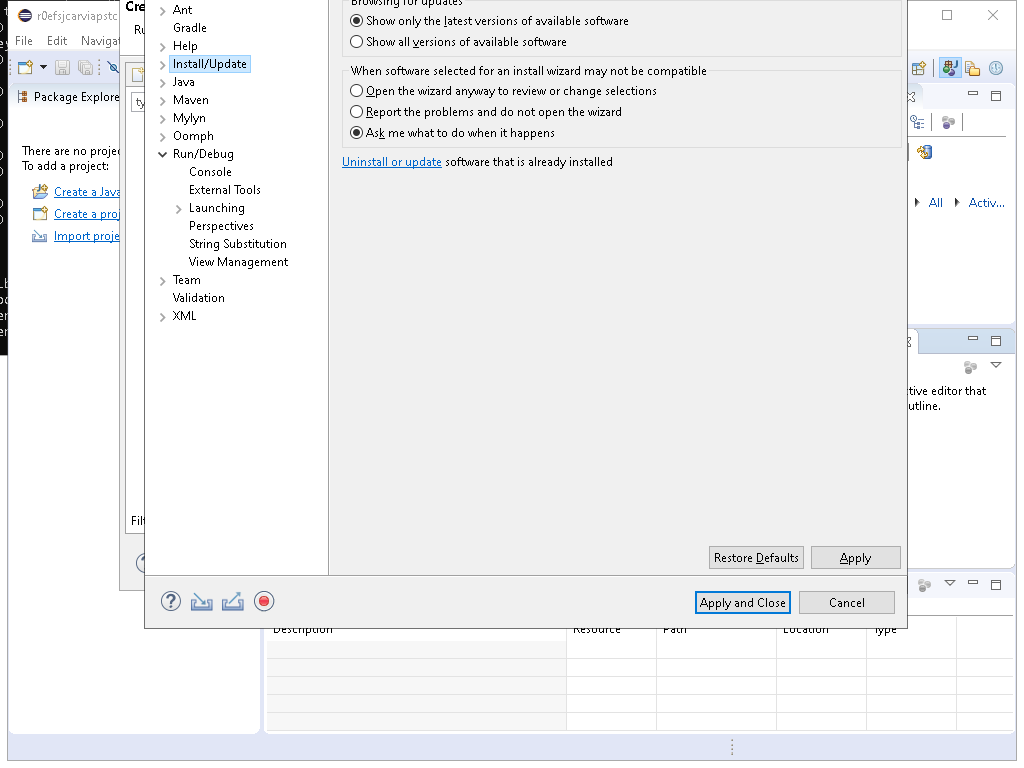 r0efsjcarviapstc
Cre
File Edit Navigat
Ru
Package Explore
ty
There are no projec
To add a project:
Create a Java
Create a proj
Import proje
Filt
Ant
Gradle
Help
Install/Update
Java
Maven
Mylyn
Oomph
Run/Debug
Console
External Tools
Launching
Perspectives
String Substitution
View Management
Team
Validation
XML
Browsing for updates
Show only the latest versions of available software
Show all versions of available software
When software selected for an install wizard may not be compatible
Open the wizard anyway to review or change selections
Report the problems and do not open the wizard
Ask me what to do when it happens
Uninstall or update software that is already installed
Restore Defaults Apply
Apply and Close Cancel
All Activ...
tive editor that
utline.
Description Resource Path Location Type